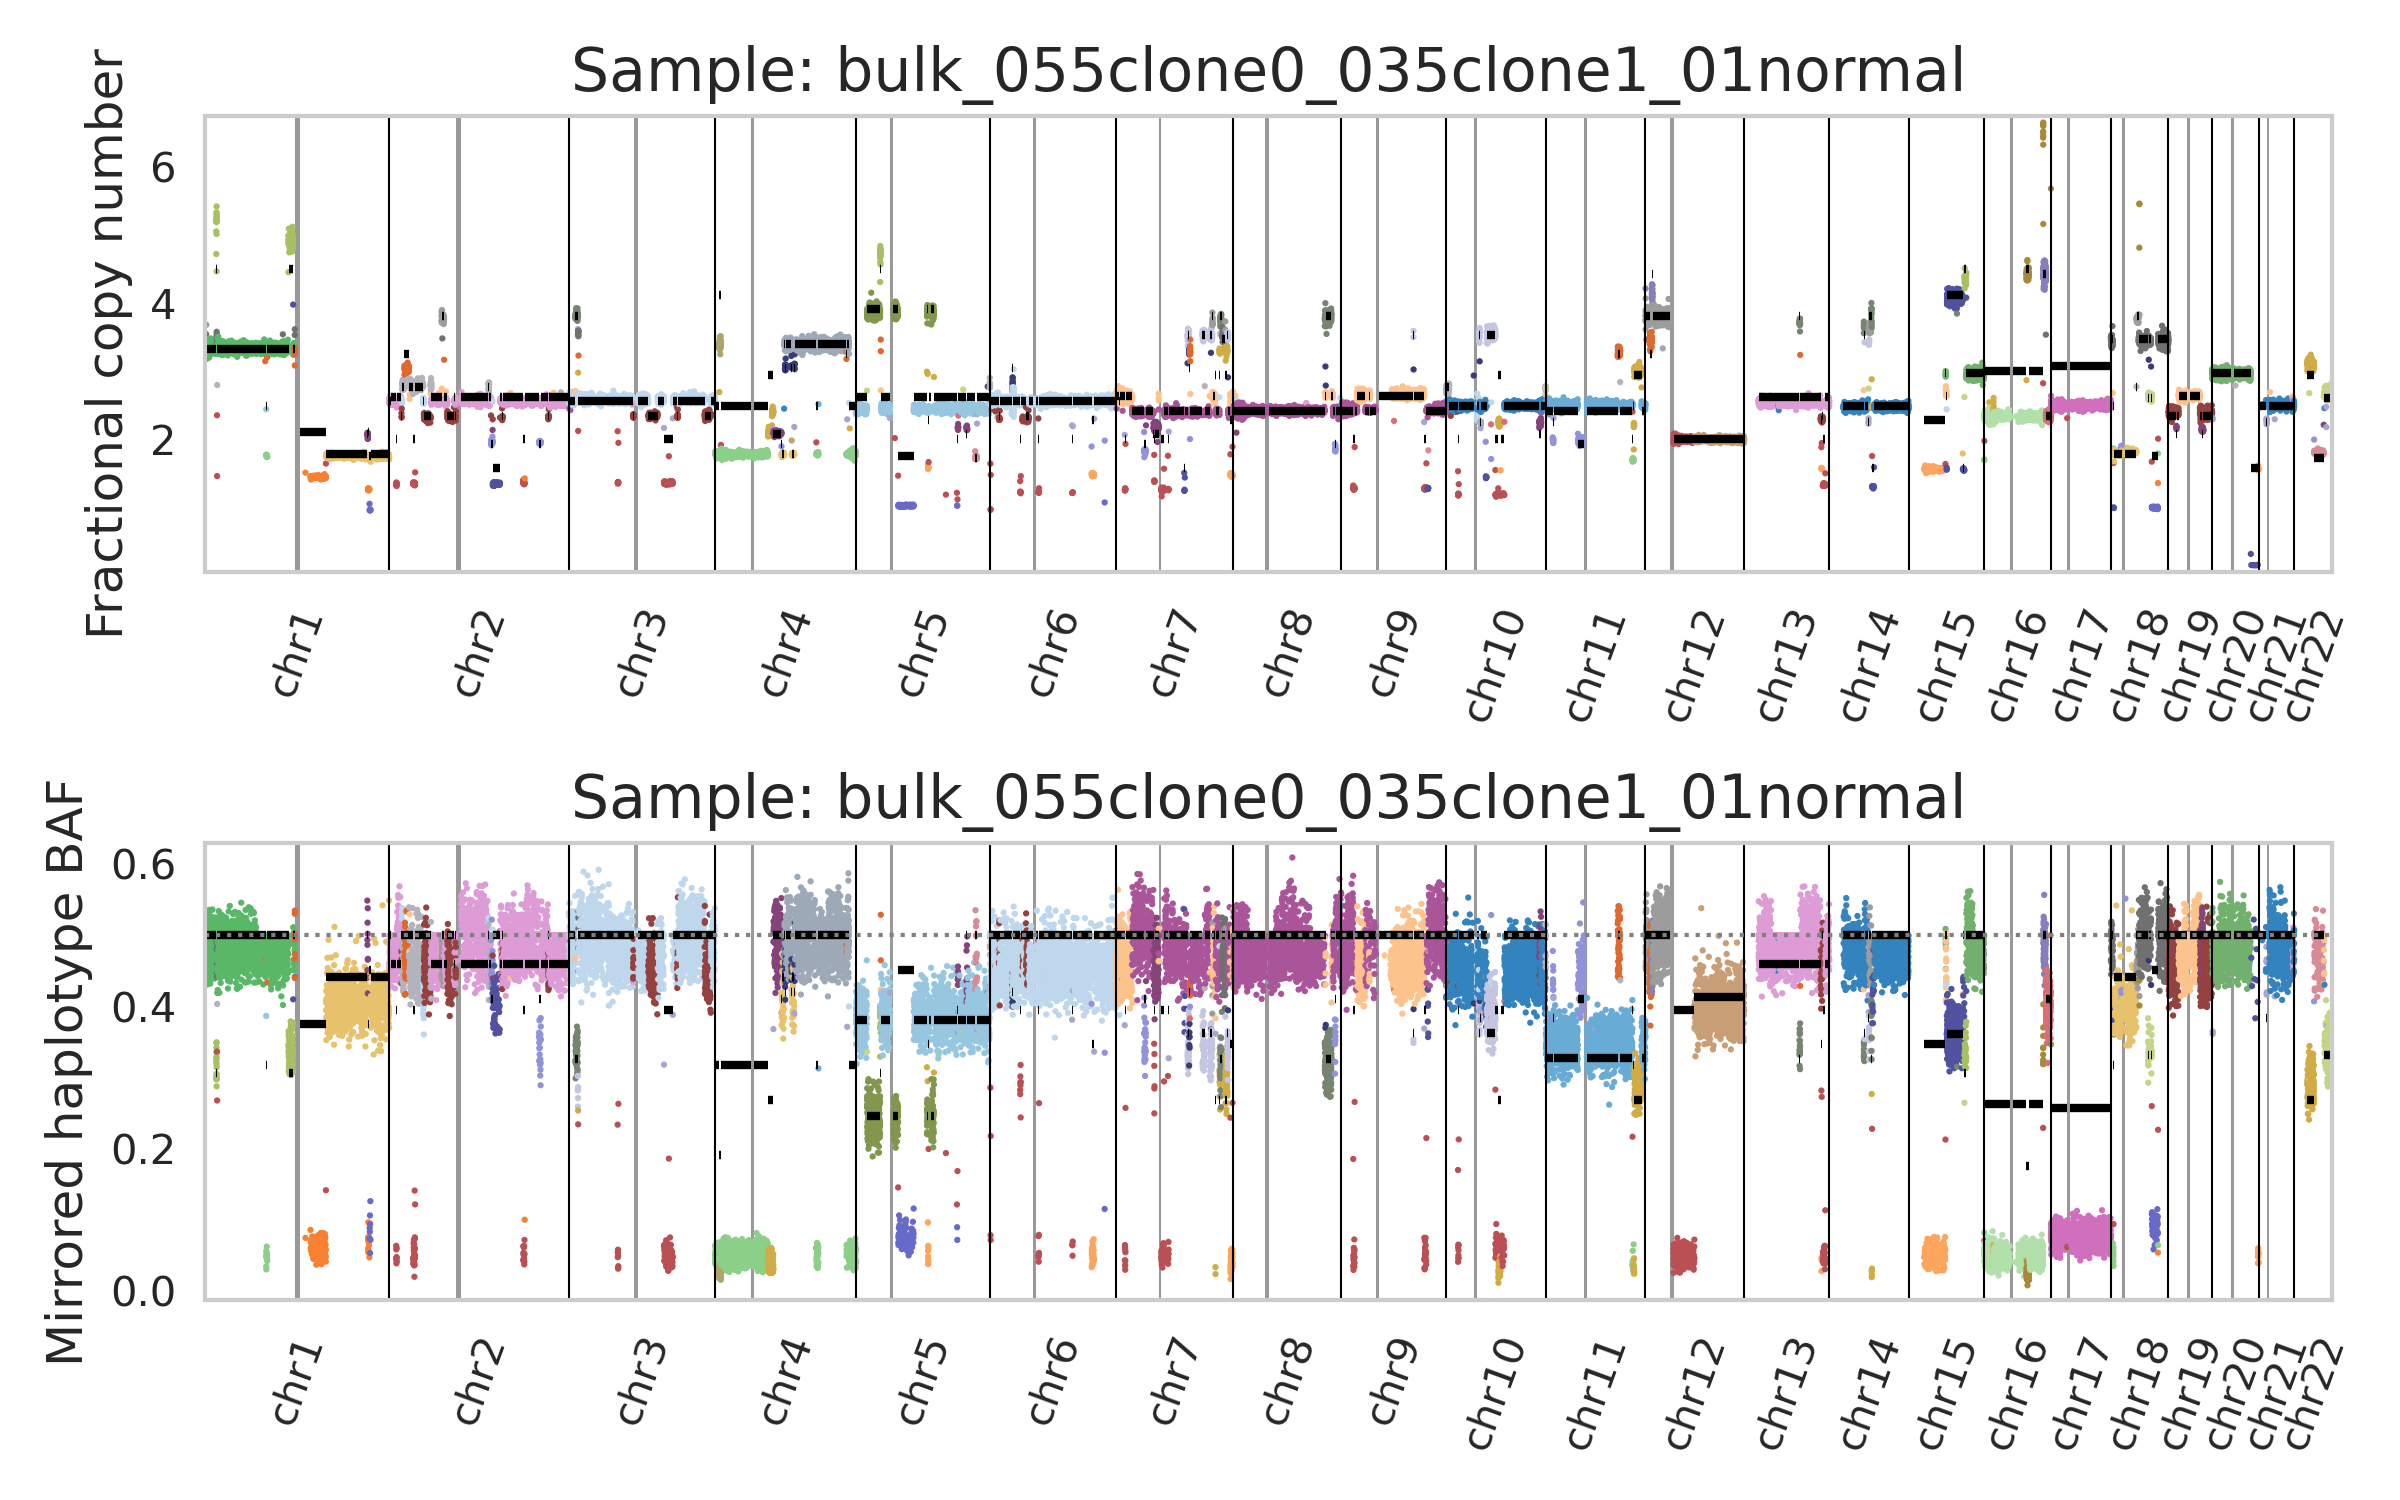 Sample: bulk_055clone0_035clone1_01normal
Fractional copy number
6
4
2
chr1
chr2
chr3
chr4
chr5
chr6
chr7
chr8
chr9
chr10
chr11
chr12
chr13
chr14
chr15
chr16
chr17
chr18
chr19
chr20
chr21
chr22
Sample: bulk_055clone0_035clone1_01normal
Mirrored haplotype BAF
0.6
0.4
0.2
0.0
chr1
chr2
chr3
chr4
chr5
chr6
chr7
chr8
chr9
chr10
chr11
chr12
chr13
chr14
chr15
chr16
chr17
chr18
chr19
chr20
chr21
chr22